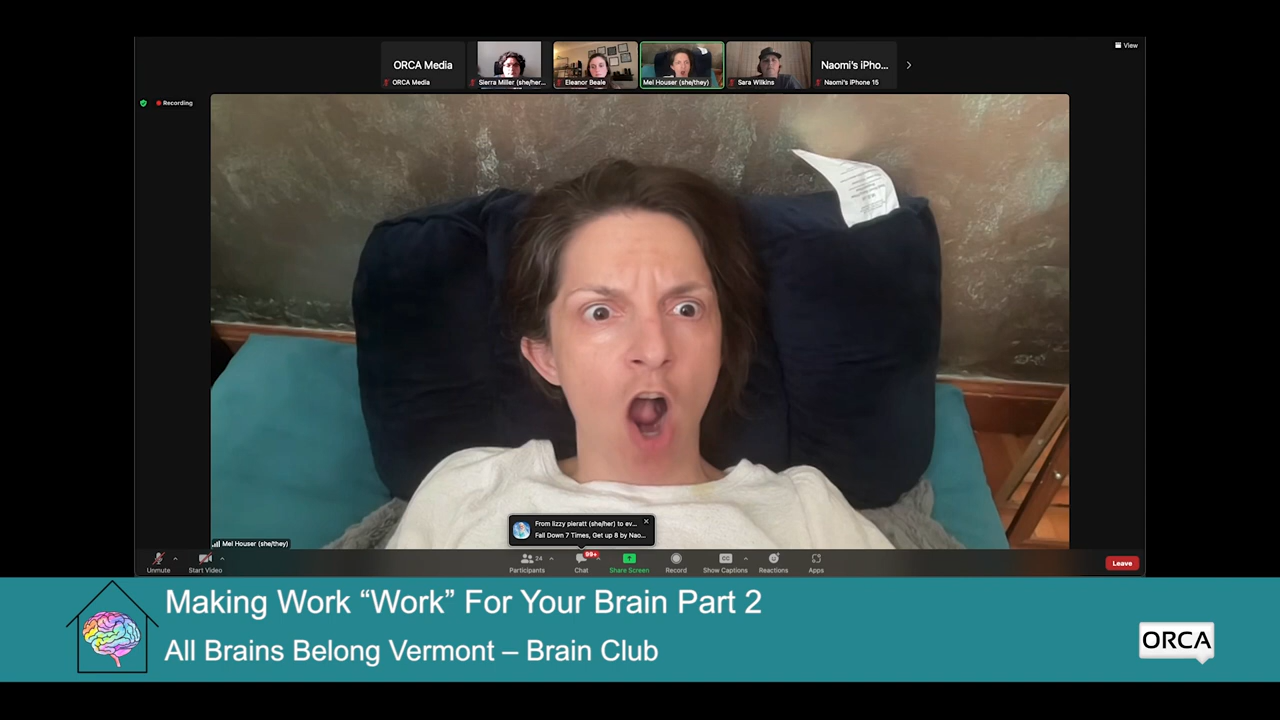 View
ORCA Media
ORCA Media
Sierra Miller (she/her...
Eleanor Beale
Mel Houser (she/they)
Sara Wilkins
Naomi's iPho...
Naomi's iPhone 15
Recording
From lizzy pieratt (she/her) to ev...
Fall Down 7 Times, Get up 8 by Nao...
Mel Houser (she/they)
Unmute
Start Video
24
Participants
99+
Chat
Share Screen
Record
CC
Show Captions
Reactions
Apps
Leave
Making Work “Work” For Your Brain Part 2
All Brains Belong Vermont – Brain Club
ORCA